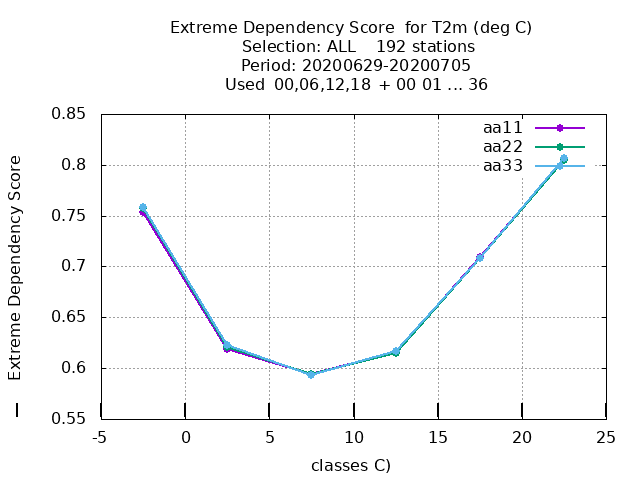 Extreme Dependency Score  for T2m (deg C)
Selection: ALL    192 stations
Period: 20200629-20200705
Used  00,06,12,18  + 00 01 ... 36
0.85
0.8
0.75
0.7
0.65
0.6
0.55
Extreme Dependency Score
aa11
aa22
aa33
-5 0 5 10 15 20 25
classes C)